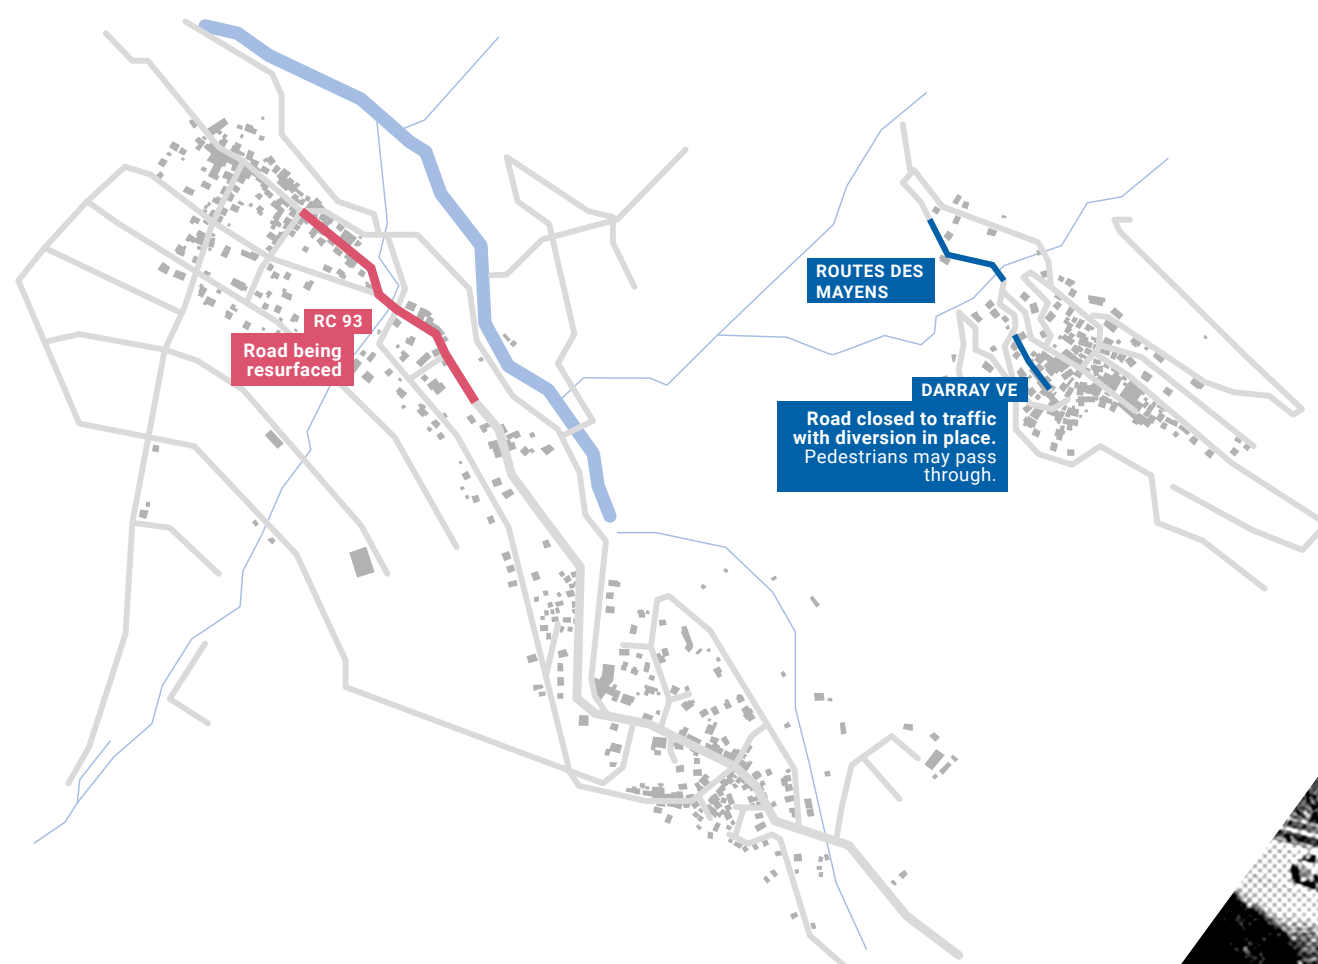 ROUTES DES
MAYENS
RC 93
Road being
resurfaced
DARRAY VE
Road closed to traffic
with diversion in place.
Pedestrians may pass
through.